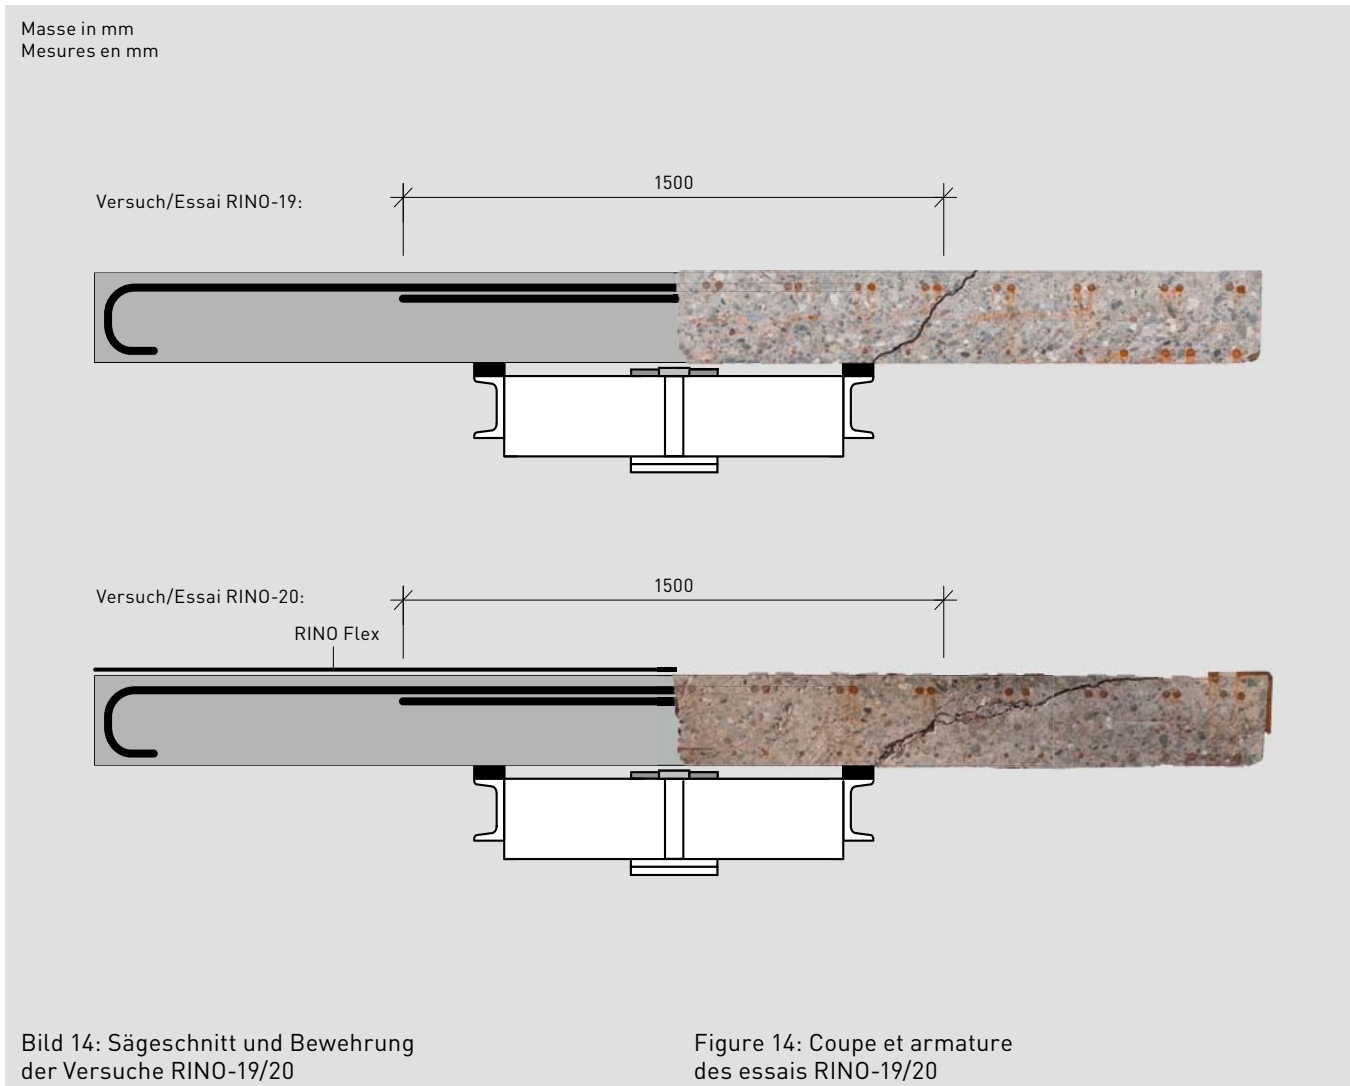 Masse in mm
Mesures en mm
1500
Versuch/Essai RINO-19:
1500
Versuch/Essai RINO-20:
RINO Flex
Bild 14: Sägeschnitt und Bewehrung
der Versuche RINO-19/20
Figure 14: Coupe et armature
des essais RINO-19/20